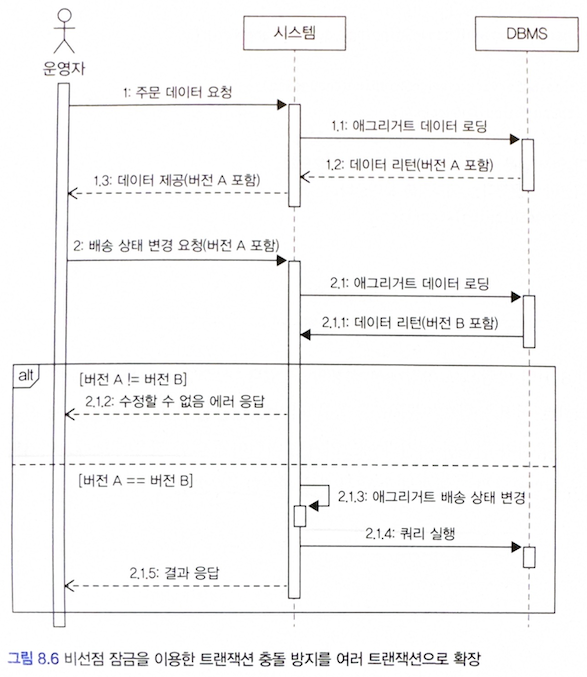 시스템
DBMS
운영자
1: 주문 데이터 요청
1.1: 애그리거트 데이터 로딩
1.2: 데이터 리턴(버전 A 포함)
1.3: 데이터 제공(버전 A 포함)
2: 배송 상태 변경 요청(버전 A 포함)
2.1: 애그리거트 데이터 로딩
2.1.1: 데이터 리턴(버전 B 포함)
alt
[버전 A != 버전 B]
2.1.2: 수정할 수 없음 에러 응답
[버전 A == 버전 B]
2.1.3: 애그리거트 배송 상태 변경
2.1.4: 쿼리 실행
2.1.5: 결과 응답
그림 8.6 비선점 잠금을 이용한 트랜잭션 충돌 방지를 여러 트랜잭션으로 확장